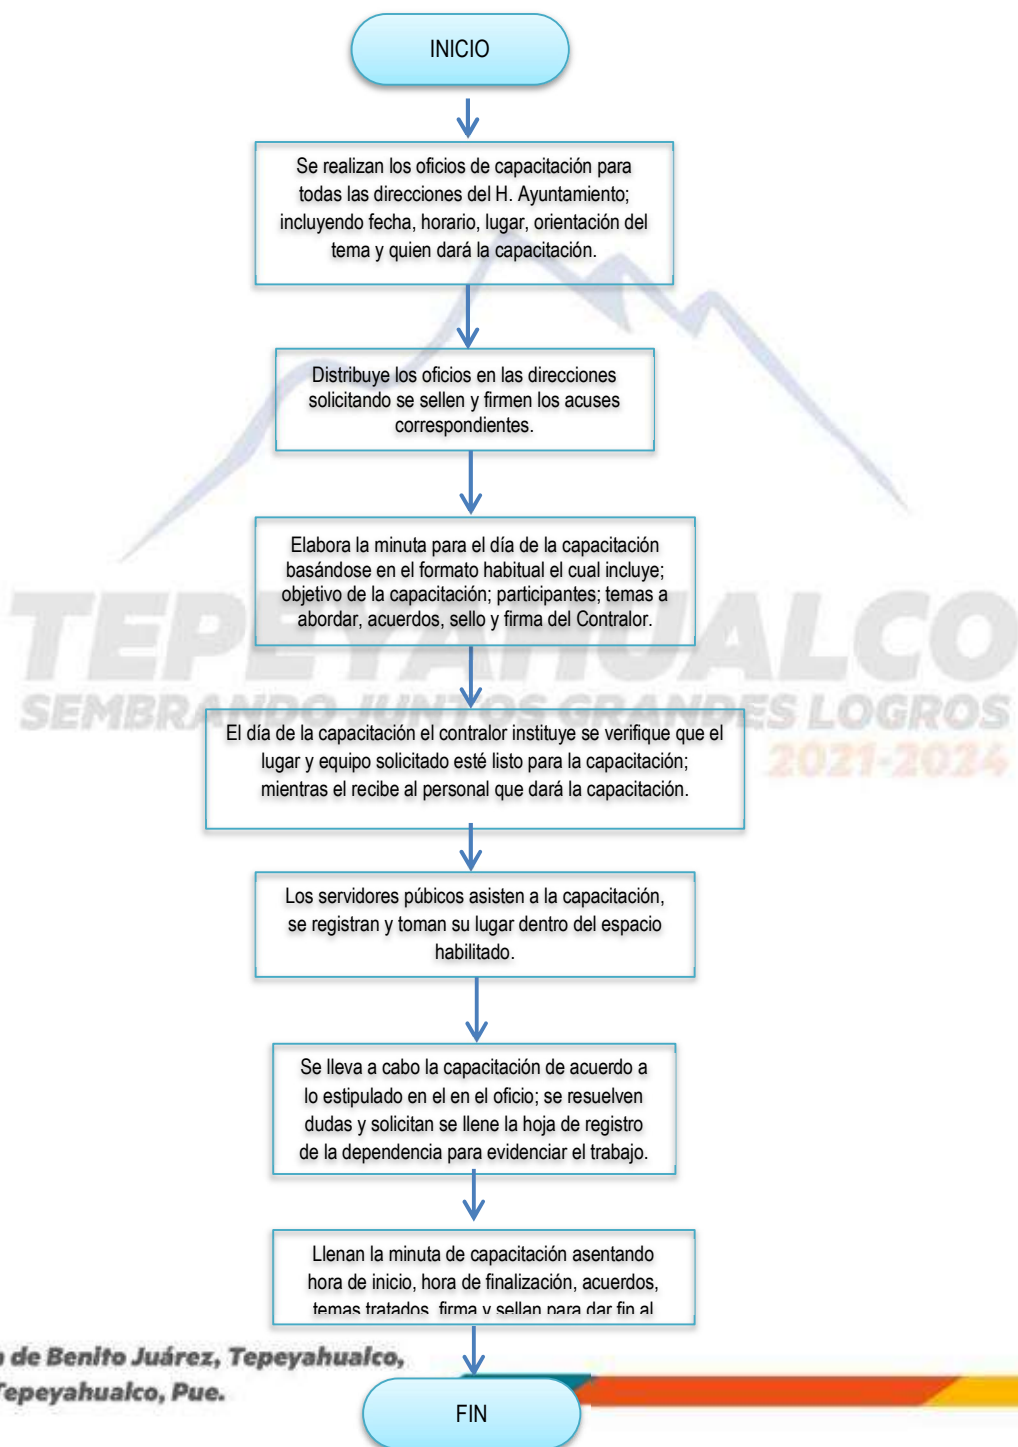 INICIO
Se realizan los oficios de capacitación para
todas las direcciones del H. Ayuntamiento;
incluyendo fecha, horario, lugar, orientación del
tema y quien dará la capacitación.
Distribuye los oficios en las direcciones
solicitando se sellen y firmen los acuses
correspondientes.
Elabora la minuta para el día de la capacitación
basándose en el formato habitual el cual incluye;
objetivo de la capacitación; participantes; temas a
abordar, acuerdos, sello y firma del Contralor.
TEPEYAHUALCO
SEMBRANDO JUNTOS GRANDES LOGROS
2021-2024
El día de la capacitación el contralor instituye se verifique que el
lugar y equipo solicitado esté listo para la capacitación;
mientras el recibe al personal que dará la capacitación.
Los servidores púbicos asisten a la capacitación,
se registran y toman su lugar dentro del espacio
habilitado.
Se lleva a cabo la capacitación de acuerdo a
lo estipulado en el en el oficio; se resuelven
dudas y solicitan se llene la hoja de registro
de la dependencia para evidenciar el trabajo.
Llenan la minuta de capacitación asentando
hora de inicio, hora de finalización, acuerdos,
temas tratados, firma y sellan para dar fin al
de Benito Juárez, Tepeyahualco,
Tepeyahualco, Pue.
FIN